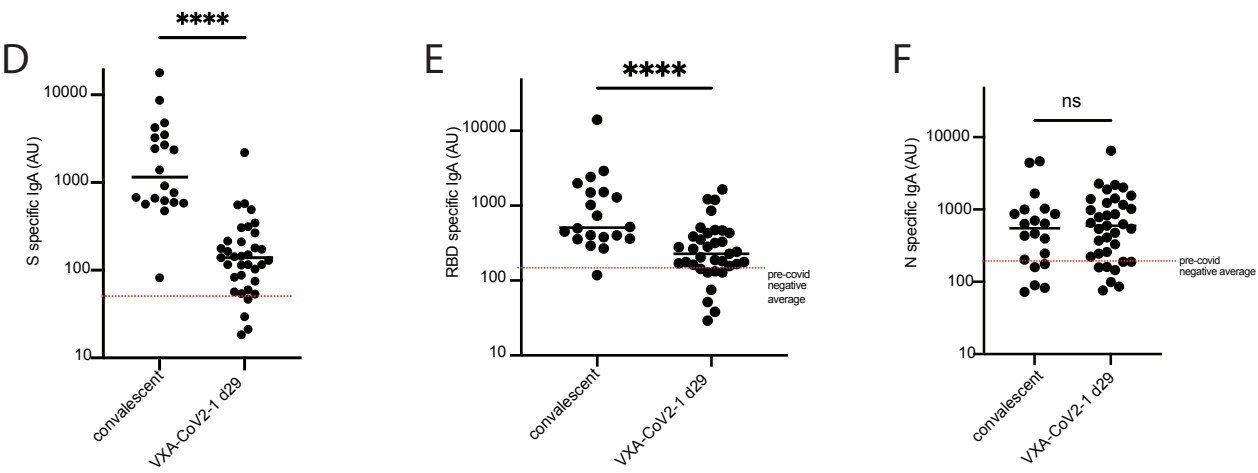 D
****
S specific IgA (AU)
10000
1000
100
10
convalescent
VXA-CoV2-1 d29
E
****
RBD specific IgA (AU)
10000
1000
100
10
pre-covid
negative
average
convalescent
VXA-CoV2-1 d29
F
ns
N specific IgA (AU)
10000
1000
100
10
pre-covid
negative average
convalescent
VXA-CoV2-1 d29